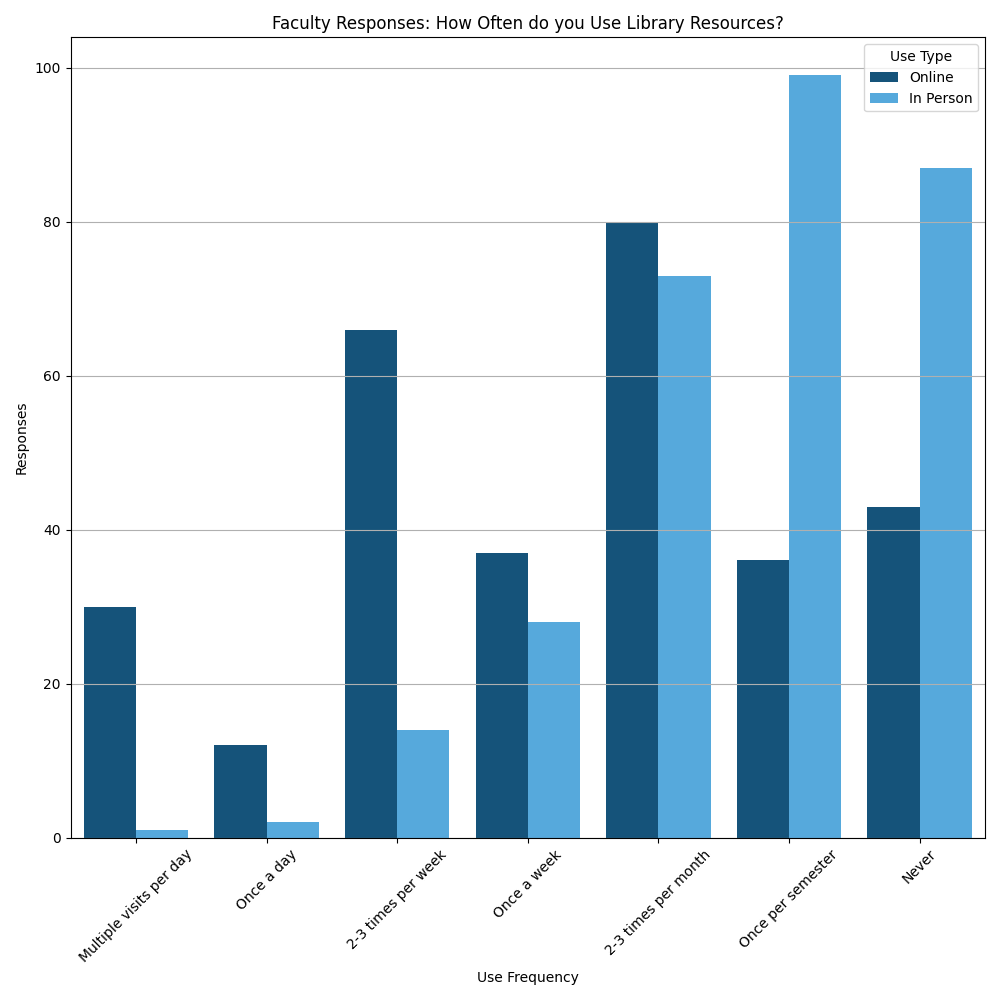 Faculty Responses: How Often do you Use Library Resources?
Use Type
Online
In Person
Responses
100
80
60
40
20
0
Multiple visits per day
Once a day
2-3 times per week
Once a week
2-3 times per month
Once per semester
Never
Use Frequency